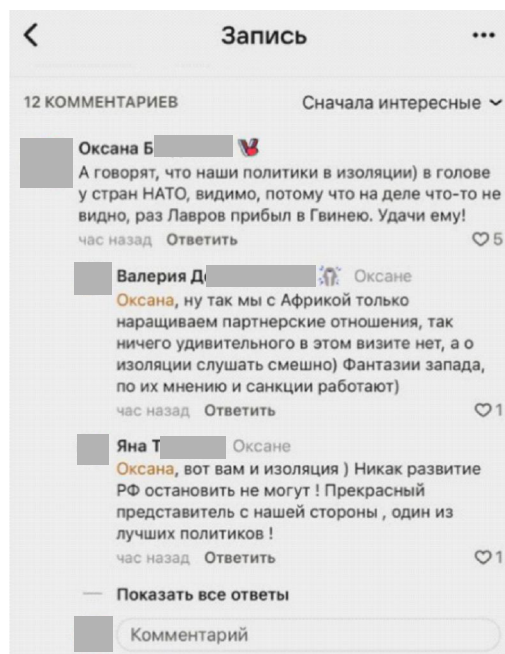 Запись
12 КОММЕНТАРИЕВ
Сначала интересные
Оксана Б
А говорят, что наши политики в изоляции) в голове
у стран НАТО, видимо, потому что на деле что-то не
видно, раз Лавров прибыл в Гвинею. Удачи ему!
час назад Ответить 5
Валерия Д Оксане
Оксана, ну так мы с Африкой только
наращиваем партнерские отношения, так
ничего удивительного в этом визите нет, а о
изоляции слушать смешно) Фантазии запада,
по их мнению и санкции работают)
час назад Ответить 1
Яна Т Оксане
Оксана, вот вам и изоляция ) Никак развитие
РФ остановить не могут ! Прекрасный
представитель с нашей стороны , один из
лучших политиков !
час назад Ответить 1
Показать все ответы
Комментарий